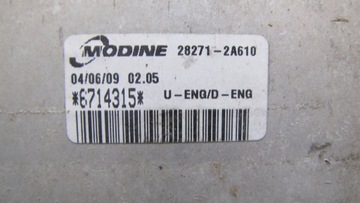 MODINE 28271-2A610
04/06/09 02.05
*6714315* U-ENG/D-ENG